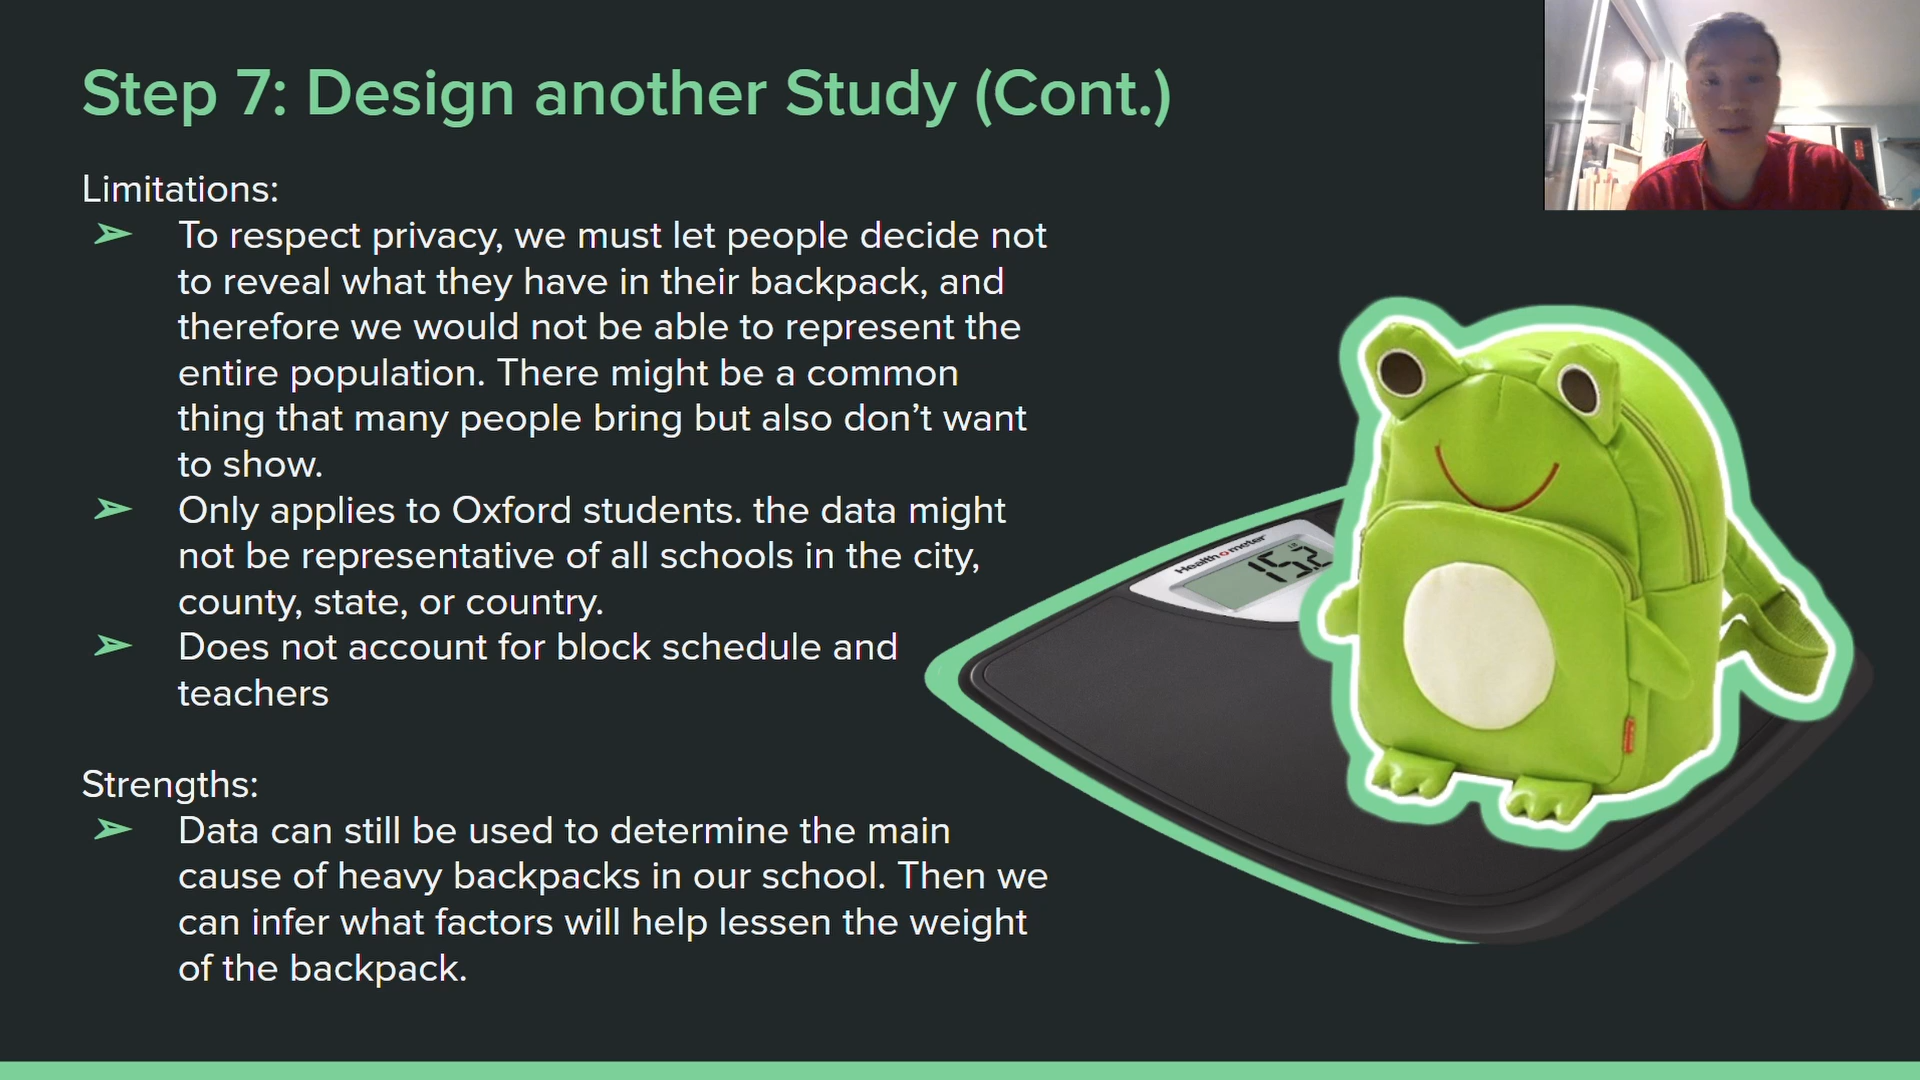 Step 7: Design another Study (Cont.)
Limitations:
➢ To respect privacy, we must let people decide not
to reveal what they have in their backpack, and
therefore we would not be able to represent the
entire population. There might be a common
thing that many people bring but also don’t want
to show.
➢ Only applies to Oxford students. the data might
not be representative of all schools in the city,
county, state, or country.
➢ Does not account for block schedule and
teachers
Strengths:
➢ Data can still be used to determine the main
cause of heavy backpacks in our school. Then we
can infer what factors will help lessen the weight
of the backpack.
Health o meter
15.2